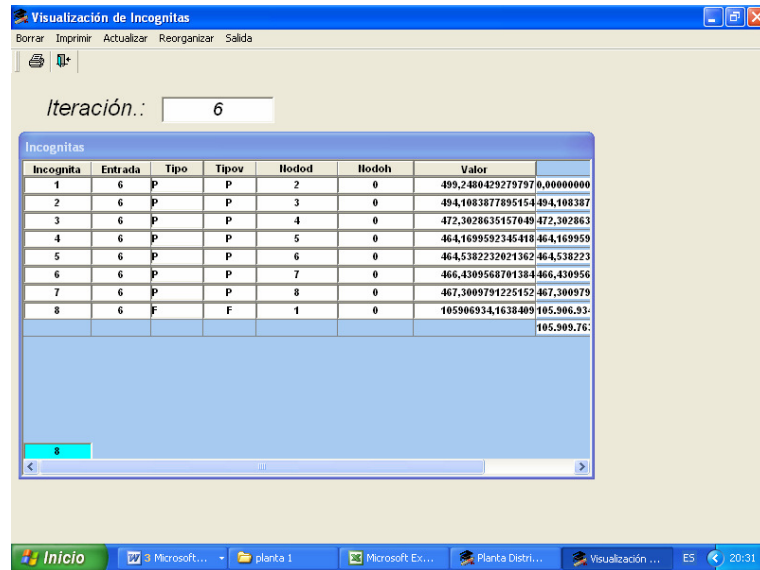 Visualización de Incognitas
Borrar Imprimir Actualizar Reorganizar Salida
Iteración.: 6
Incognitas
Incognita Entrada Tipo Tipov Nodod Nodoh Valor
1 6 P P 2 0 499,2480429279797 0,00000000
2 6 P P 3 0 494,1083877895154 494,108387
3 6 P P 4 0 472,3028635157049 472,302863
4 6 P P 5 0 464,1699592345418 464,169959
5 6 P P 6 0 464,5382232021362 464,538223
6 6 P P 7 0 466,4309568701384 466,430956
7 6 P P 8 0 467,3009791225152 467,300979
8 6 F F 1 0 105906934,1638409 105.906.93
105.909.76
8
Inicio 3 Microsoft... planta 1 Microsoft Ex... Planta Distri... Visualización ... ES 20:31